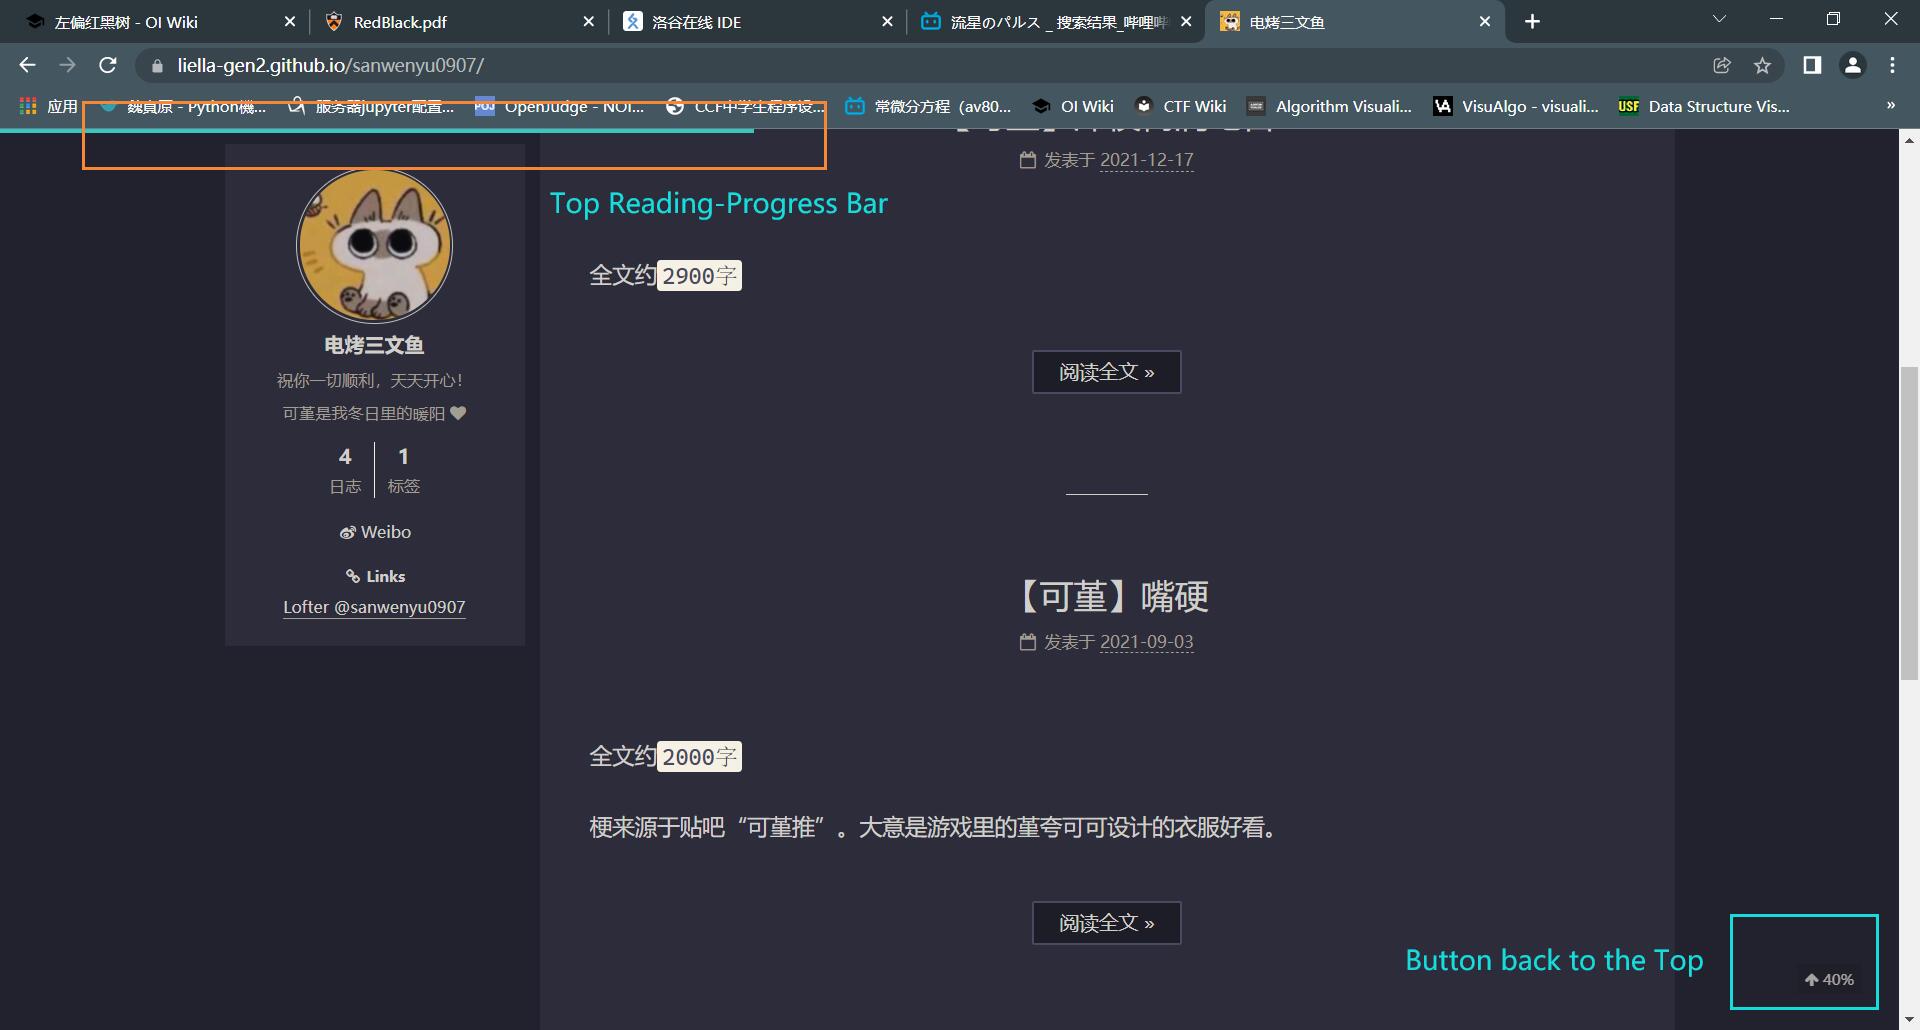 左偏红黑树 - OI Wiki
RedBlack.pdf
洛谷在线 IDE
流星のパルス _ 搜索结果_哔哩哔
电烤三文鱼
liella-gen2.github.io/sanwenyu0907/
应用
魏真原 - Python機...
服务器Jupyter配置...
OpenJudge - NOI...
CCF中学生程序设...
常微分方程（av80...
OI Wiki
CTF Wiki
Algorithm Visuali...
VisuAlgo - visuali...
Data Structure Vis...
»
发表于 2021-12-17
Top Reading-Progress Bar
全文约2900字
阅读全文 »
电烤三文鱼
祝你一切顺利，天天开心！
可堇是我冬日里的暖阳
4
日志
1
标签
Weibo
Links
Lofter @sanwenyu0907
【可堇】嘴硬
发表于 2021-09-03
全文约2000字
梗来源于贴吧“可堇推”。大意是游戏里的堇夸可可设计的衣服好看。
阅读全文 »
Button back to the Top
40%